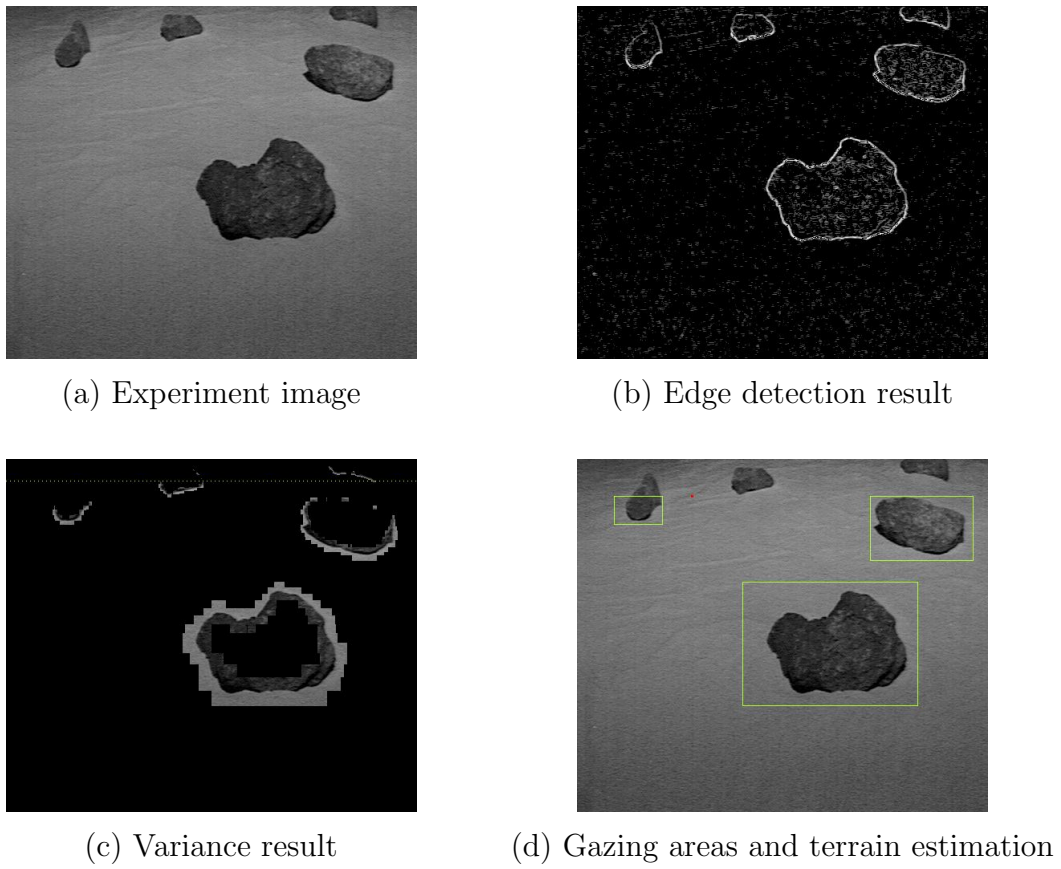 (a) Experiment image
(b) Edge detection result
(c) Variance result
(d) Gazing areas and terrain estimation